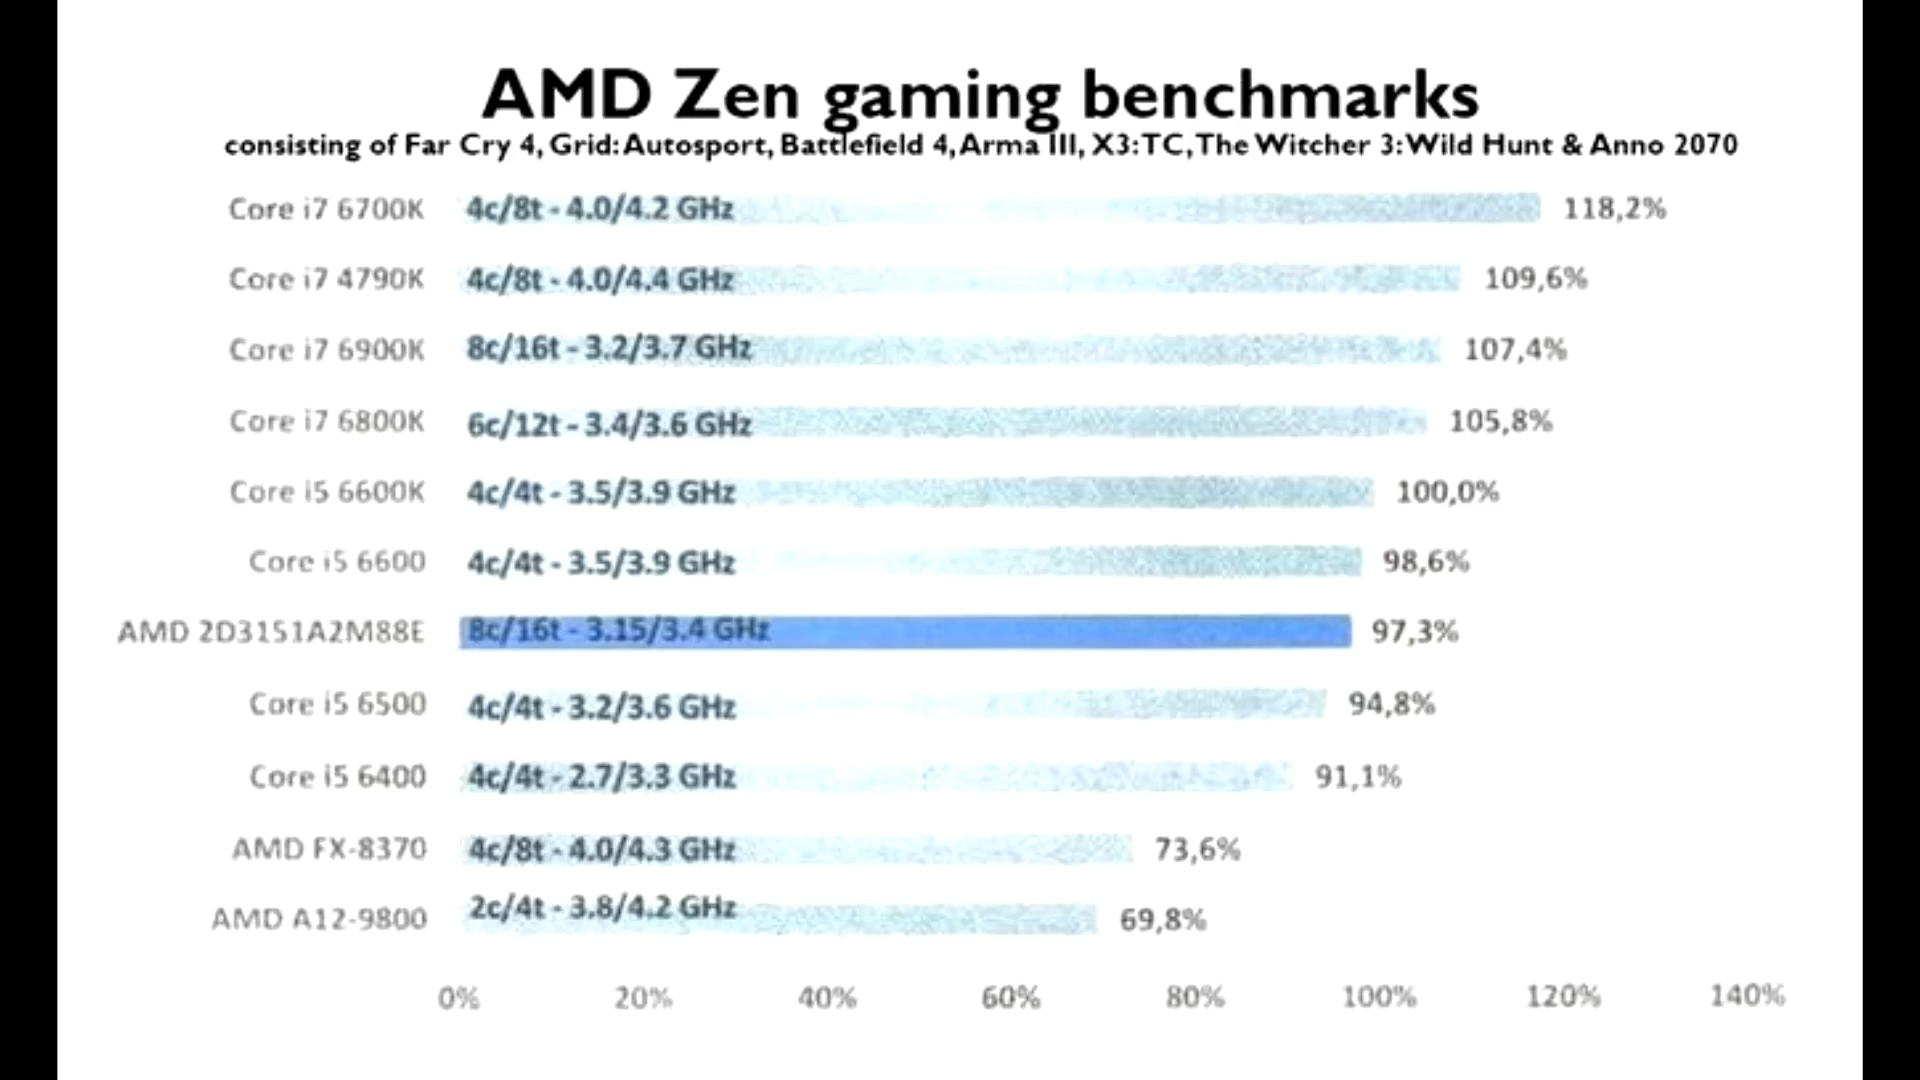 AMD Zen gaming benchmarks
consisting of Far Cry 4, Grid: Autosport, Battlefield 4, Arma III, X3: TC, The Witcher 3: Wild Hunt & Anno 2070
Core i7 6700K 4c/8t - 4.0/4.2 GHz 118,2%
Core i7 4790K 4c/8t - 4.0/4.4 GHz 109,6%
Core i7 6900K 8c/16t - 3.2/3.7 GHz 107,4%
Core i7 6800K 6c/12t - 3.4/3.6 GHz 105,8%
Core i5 6600K 4c/4t - 3.5/3.9 GHz 100,0%
Core i5 6600 4c/4t - 3.5/3.9 GHz 98,6%
AMD 2D3151A2M88E 8c/16t - 3.15/3.4 GHz 97,3%
Core i5 6500 4c/4t - 3.2/3.6 GHz 94,8%
Core i5 6400 4c/4t - 2.7/3.3 GHz 91,1%
AMD FX-8370 4c/8t - 4.0/4.3 GHz 73,6%
AMD A12-9800 2c/4t - 3.8/4.2 GHz 69,8%
0% 20% 40% 60% 80% 100% 120% 140%